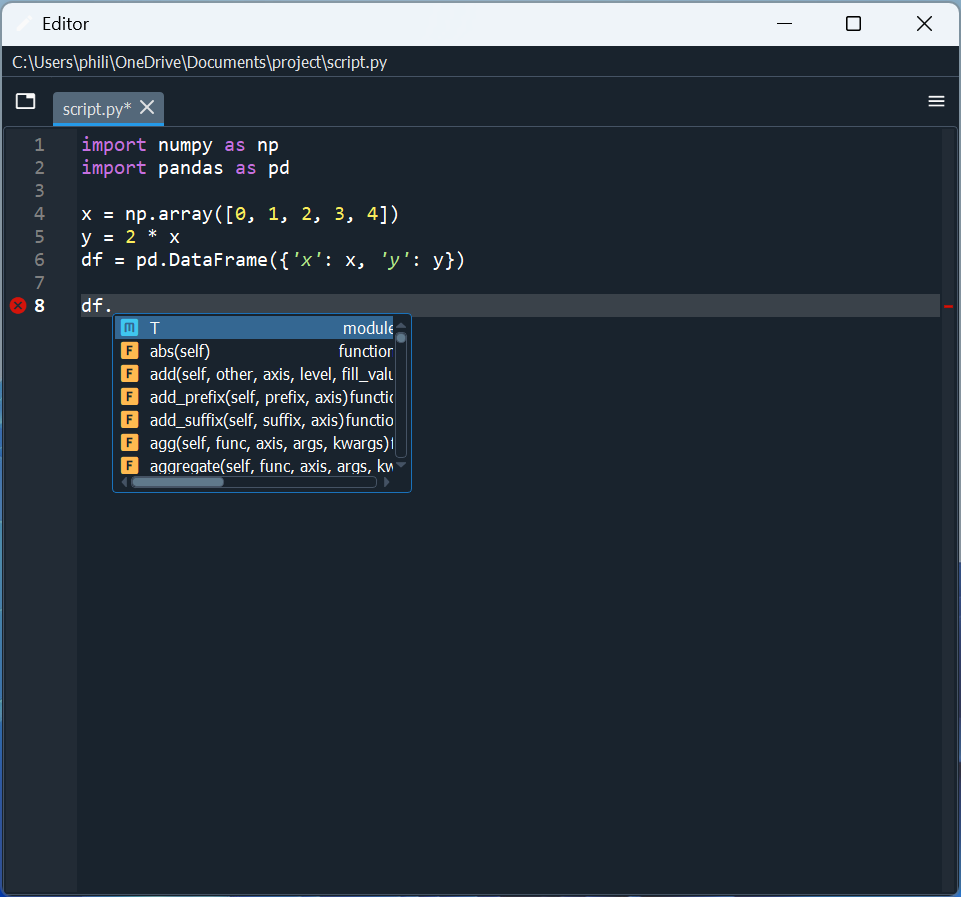 Editor
C:\Users\phili\OneDrive\Documents\project\script.py
script.py*
1 import numpy as np
2 import pandas as pd
3
4 x = np.array([0, 1, 2, 3, 4])
5 y = 2 * x
6 df = pd.DataFrame({'x': x, 'y': y})
7
8 df.
m T module
F abs(self) function
F add(self, other, axis, level, fill_valu
F add_prefix(self, prefix, axis)functio
F add_suffix(self, suffix, axis)functio
F agg(self, func, axis, args, kwargs)f
F aggregate(self, func, axis, args, kw